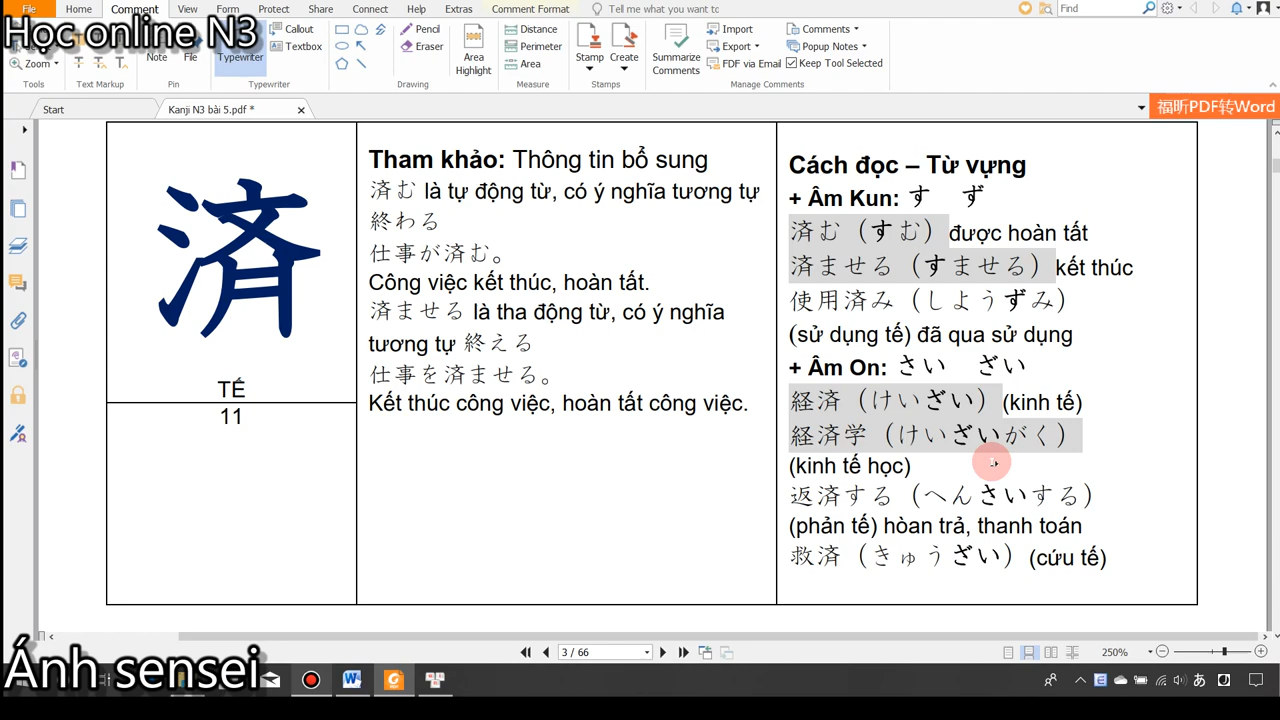 File Home Comment View Form Protect Share Connect Help Extras Comment Format Tell me what you want tc Find
Học online N3
Zoom Note File Typewriter Callout Textbox Pencil Eraser Area Highlight Distance Perimeter Area Stamp Create Summarize Comments Import Export FDF via Email Comments Popup Notes Keep Tool Selected
Tools Text Markup Pin Typewriter Drawing Measure Stamps Manage Comments
Start Kanji N3 bài 5.pdf * 福昕PDF转Word
済
TẾ
11
Tham khảo: Thông tin bổ sung
済む là tự động từ, có ý nghĩa tương tự
終わる
仕事が済む。
Công việc kết thúc, hoàn tất.
済ませる là tha động từ, có ý nghĩa
tương tự 終える
仕事を済ませる。
Kết thúc công việc, hoàn tất công việc.
Cách đọc – Từ vựng
+ Âm Kun: す ず
済む（すむ）được hoàn tất
済ませる（すませる）kết thúc
使用済み（しようずみ）
(sử dụng tế) đã qua sử dụng
+ Âm On: さい ざい
経済（けいざい）(kinh tế)
経済学（けいざいがく）
(kinh tế học)
返済する（へんさいする）
(phản tế) hòan trả, thanh toán
救済（きゅうざい）(cứu tế)
3 / 66 250%
Ánh sensei
あ